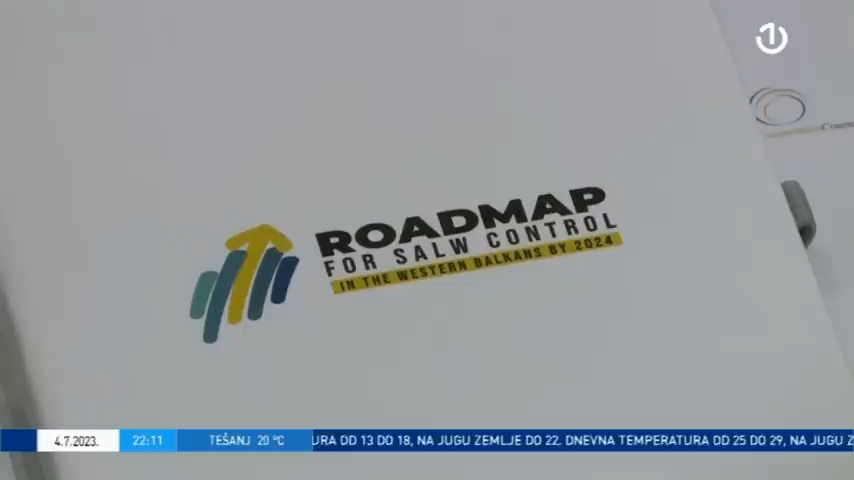 1
ROADMAP
FOR SALW CONTROL
IN THE WESTERN BALKANS BY 2024
4.7.2023.
22:11
TEŠANJ 20 °C
URA OD 13 DO 18, NA JUGU ZEMLJE DO 22. DNEVNA TEMPERATURA OD 25 DO 29, NA JUGU Z